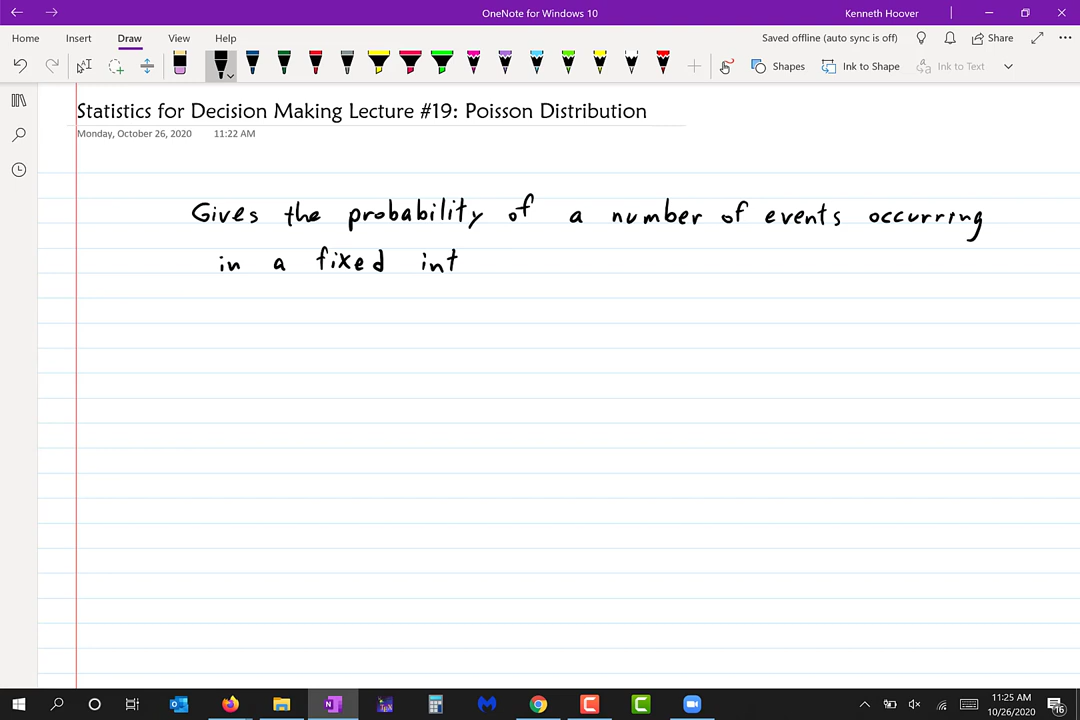 OneNote for Windows 10
Kenneth Hoover
Home Insert Draw View Help
Saved offline (auto sync is off)
Share
Shapes
Ink to Shape
Ink to Text
Statistics for Decision Making Lecture #19: Poisson Distribution
Monday, October 26, 2020 11:22 AM
Gives the probability of a number of events occurring
in a fixed int
11:25 AM
10/26/2020
16